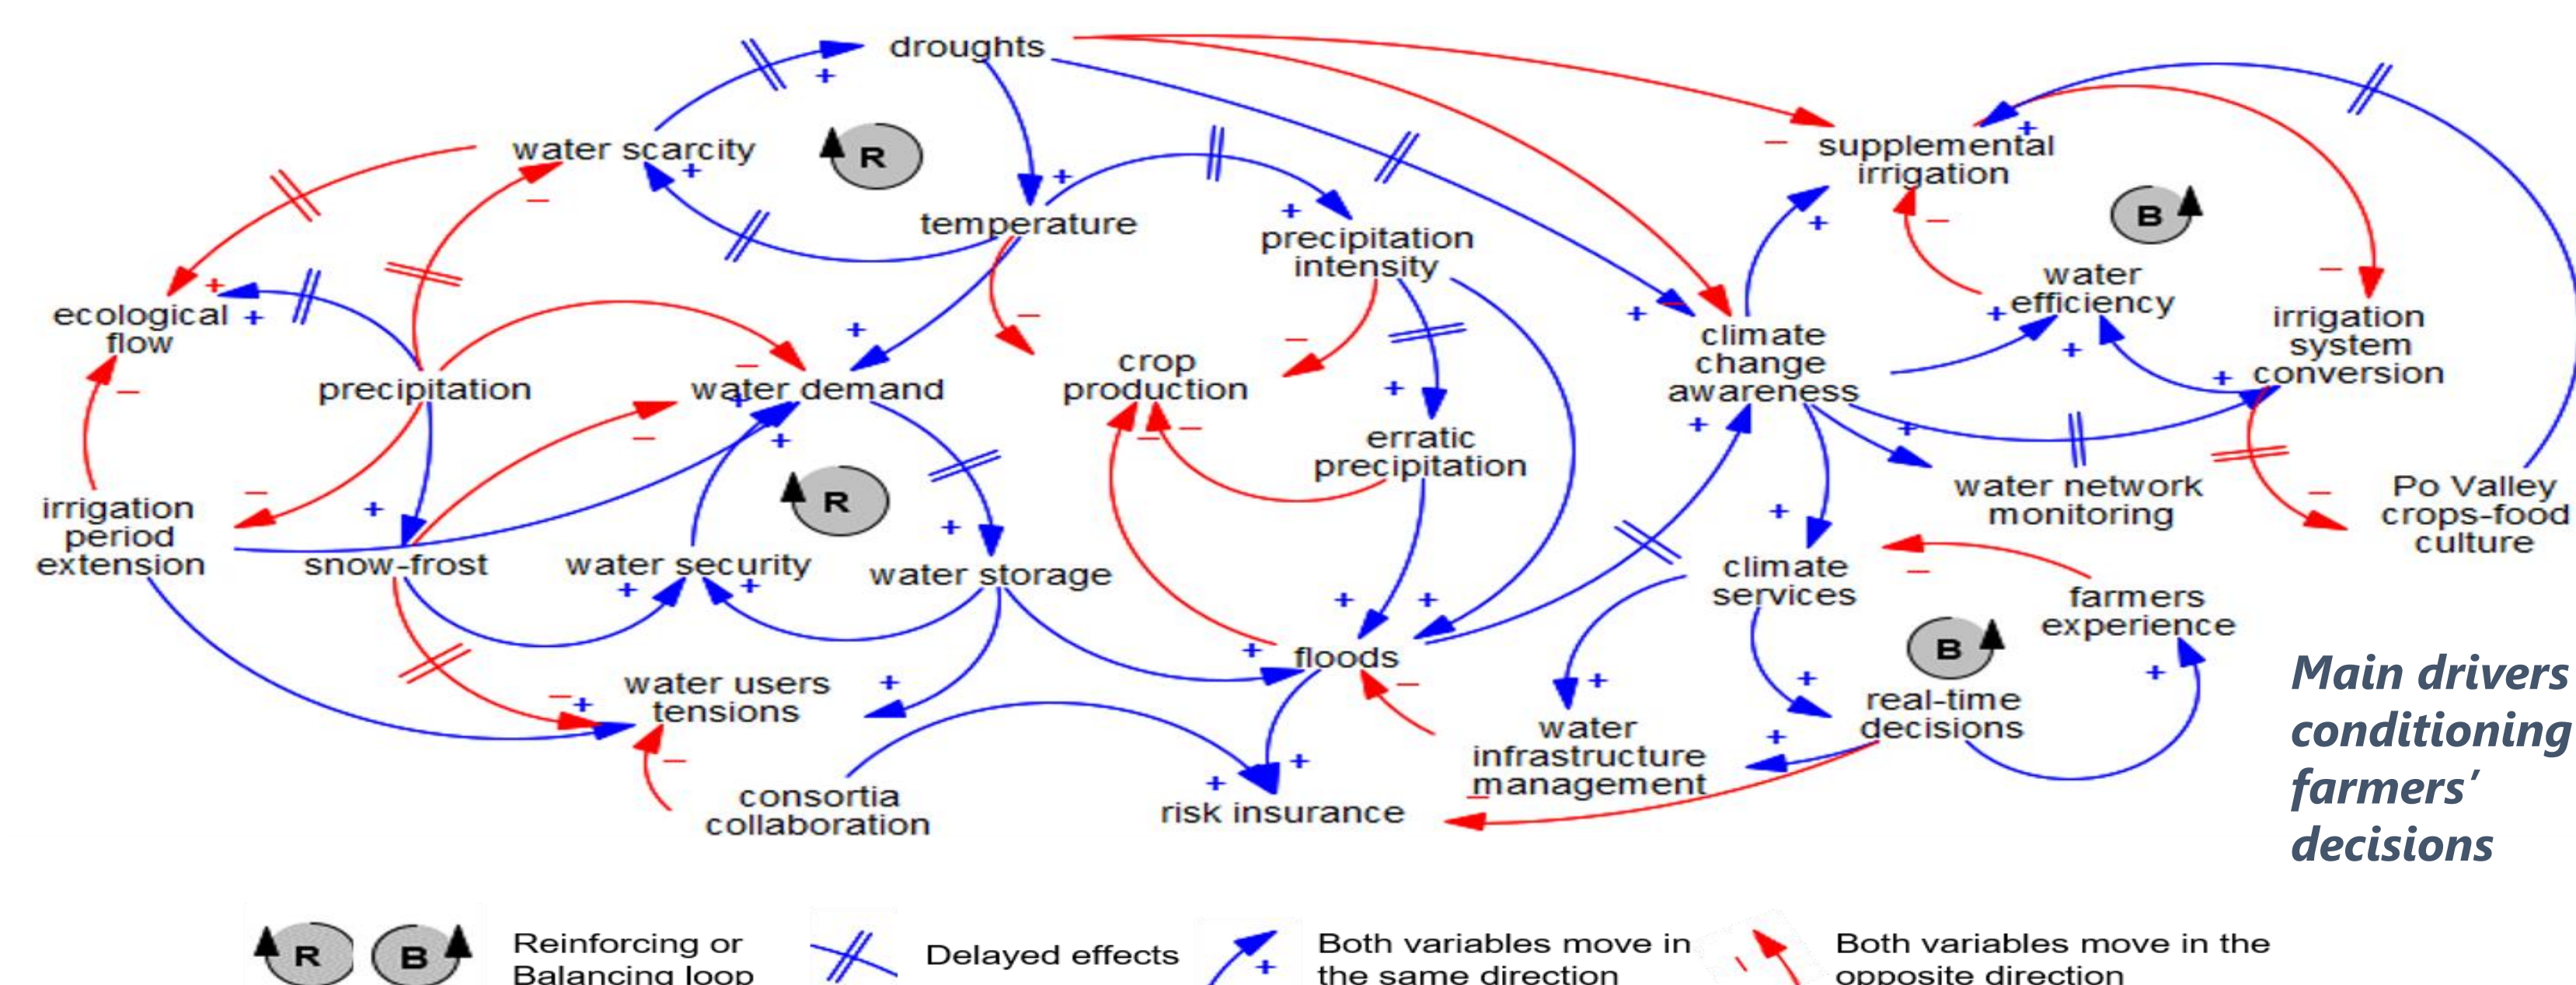 droughts
water scarcity
R
supplemental
irrigation
temperature
precipitation
intensity
B
water
efficiency
ecological
flow
climate
change
awareness
irrigation
system
conversion
precipitation
water demand
crop
production
erratic
precipitation
irrigation
period
extension
snow-frost
water security
R
water storage
water network
monitoring
Po Valley
crops-food
culture
climate
services
farmers
experience
floods
B
water users
tensions
real-time
decisions
water
infrastructure
management
consortia
collaboration
risk insurance
Main drivers
conditioning
farmers’
decisions
R
B
Reinforcing or
Balancing loop
Delayed effects
+
Both variables move in
the same direction
Both variables move in the
opposite direction